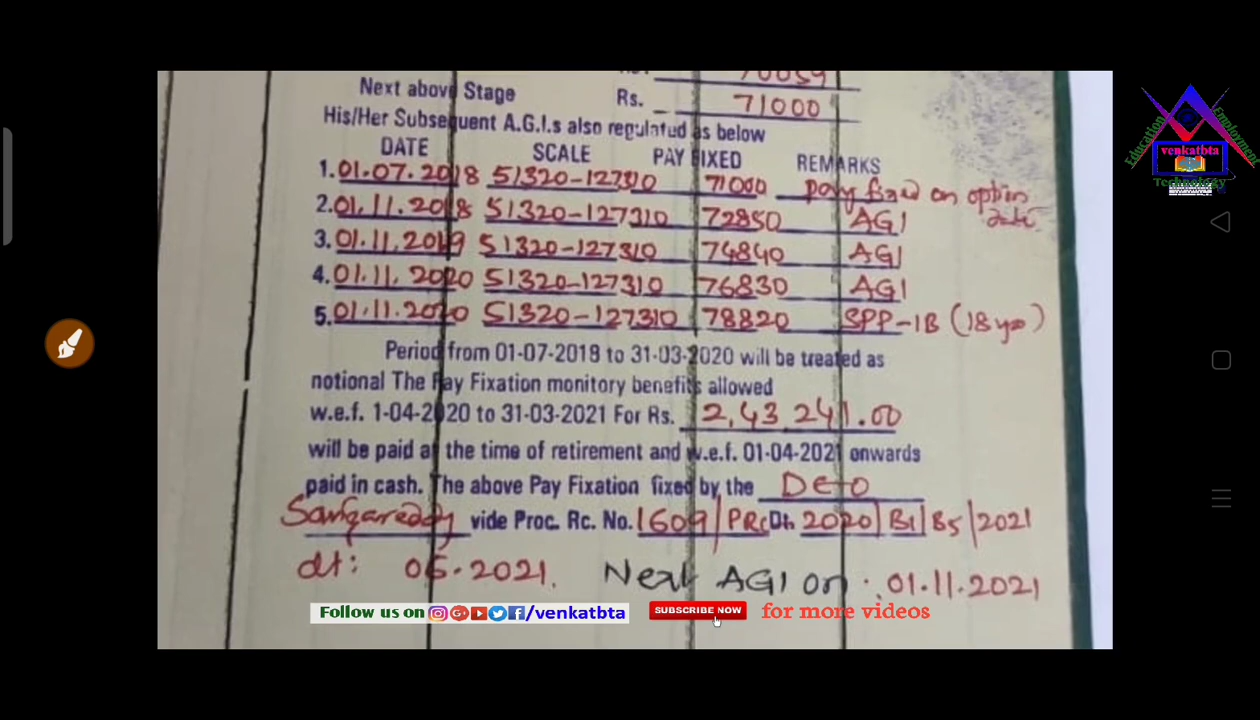 70059
Next above Stage Rs. 71000
His/Her Subsequent A.G.I.s also regulated as below
DATE SCALE PAY FIXED REMARKS
1. 01.07.2018 51320-127310 71000 pay fixed on option date
2. 01.11.2018 51320-127310 72850 AGI
3. 01.11.2019 51320-127310 74840 AGI
4. 01.11.2020 51320-127310 76830 AGI
5. 01.11.2020 51320-127310 78820 SPP-1B (18 yrs)
Period from 01-07-2018 to 31-03-2020 will be treated as
notional The Pay Fixation monitory benefits allowed
w.e.f. 1-04-2020 to 31-03-2021 For Rs. 2,43,241.00
will be paid at the time of retirement and w.e.f. 01-04-2021 onwards
paid in cash. The above Pay Fixation fixed by the DEO
Sangareddy vide Proc. Rc. No. 1609/PRC Dt. 2020/B1/B5/2021
dt: 06.2021. Next AGI on : 01.11.2021
Follow us on /venkatbta SUBSCRIBE NOW for more videos
Education Employment
venkatbta
Technology